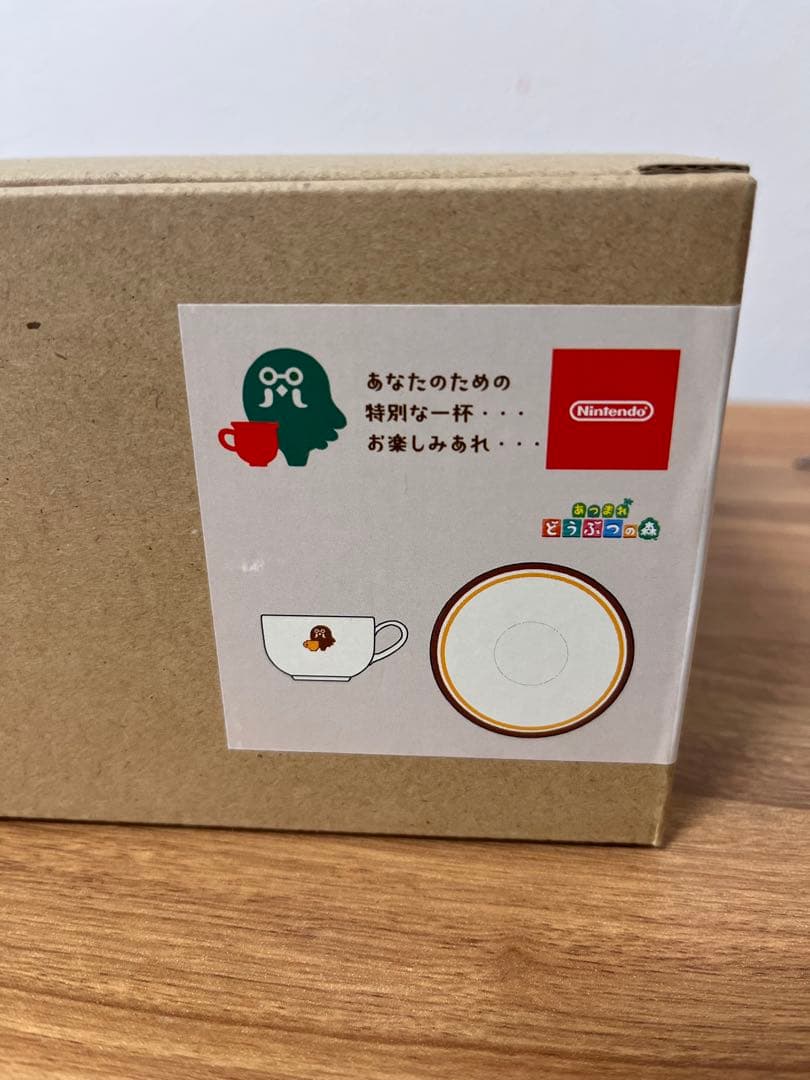 あなたのための
特別な一杯・・・
お楽しみあれ・・・
Nintendo
あつまれ
どうぶつの森